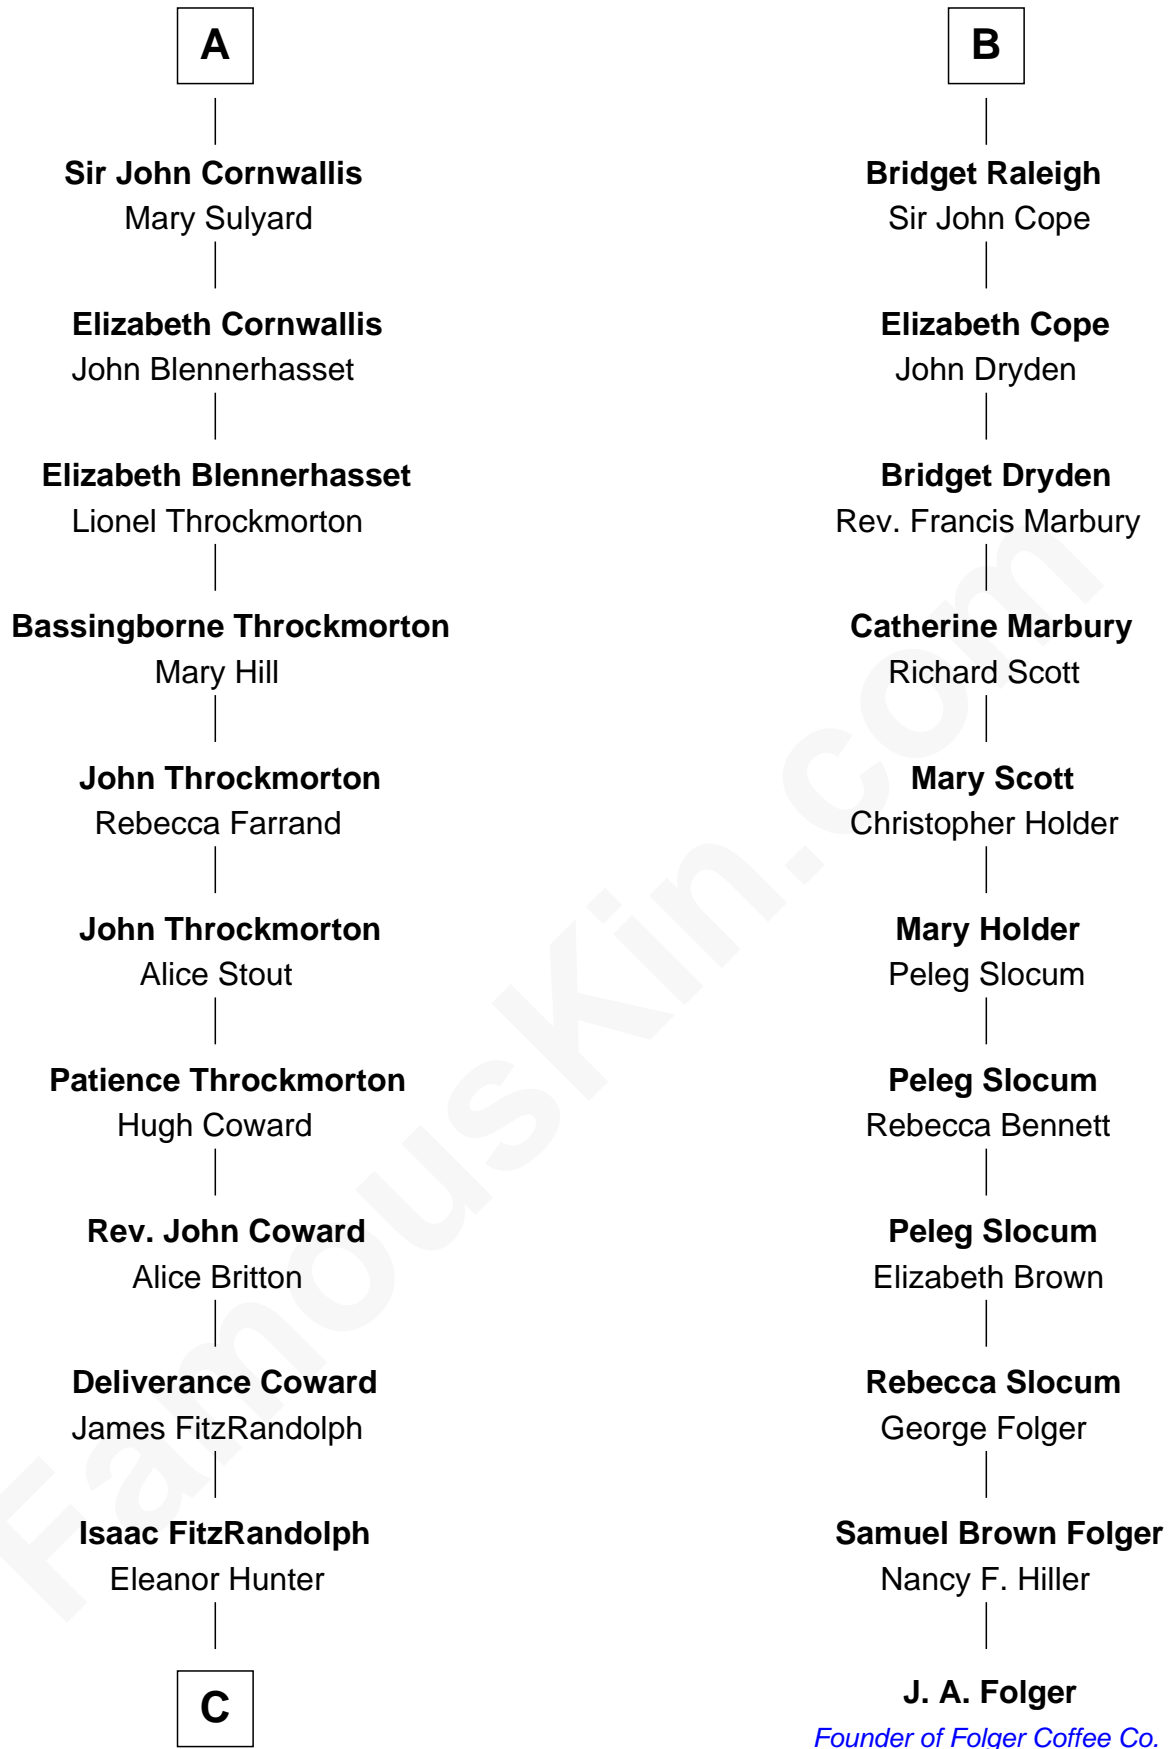 A
Sir John Cornwallis
Mary Sulyard
Elizabeth Cornwallis
John Blennerhasset
Elizabeth Blennerhasset
Lionel Throckmorton
Bassingborne Throckmorton
Mary Hill
John Throckmorton
Rebecca Farrand
John Throckmorton
Alice Stout
Patience Throckmorton
Hugh Coward
Rev. John Coward
Alice Britton
Deliverance Coward
James FitzRandolph
Isaac FitzRandolph
Eleanor Hunter
C
B
Bridget Raleigh
Sir John Cope
Elizabeth Cope
John Dryden
Bridget Dryden
Rev. Francis Marbury
Catherine Marbury
Richard Scott
Mary Scott
Christopher Holder
Mary Holder
Peleg Slocum
Peleg Slocum
Rebecca Bennett
Peleg Slocum
Elizabeth Brown
Rebecca Slocum
George Folger
Samuel Brown Folger
Nancy F. Hiller
J. A. Folger
Founder of Folger Coffee Co.
FamousKin.com